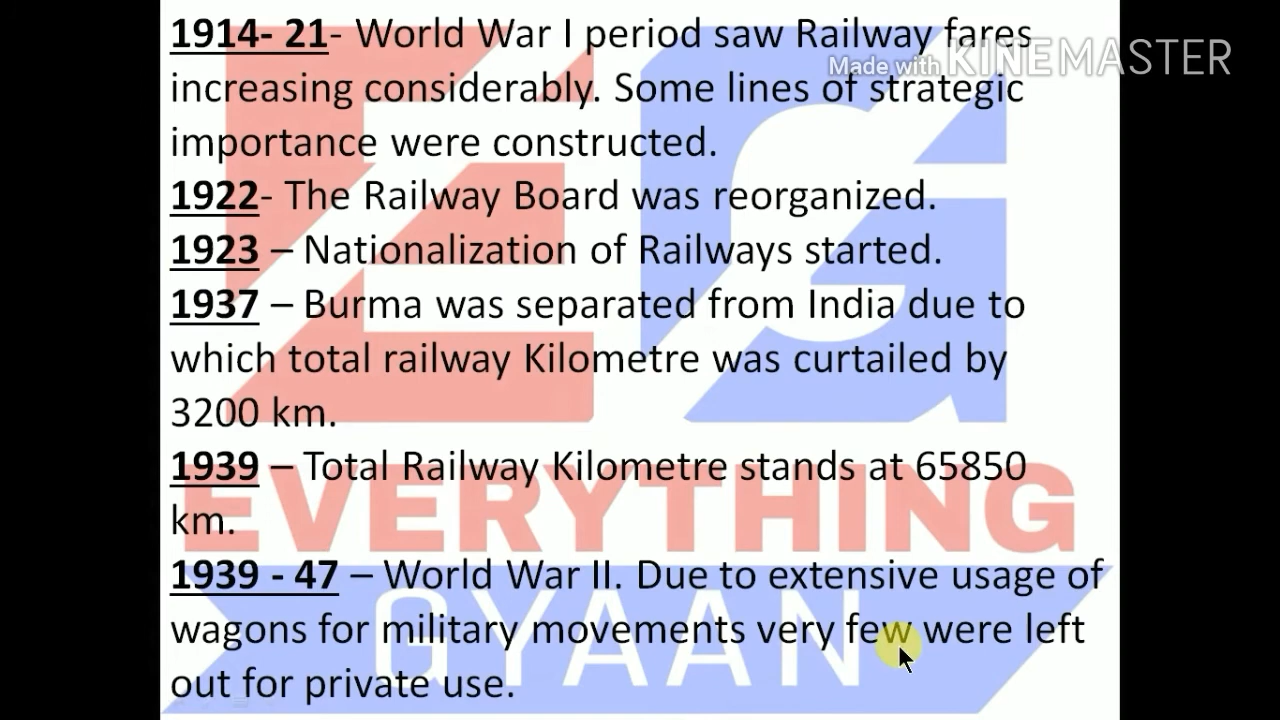 1914- 21- World War I period saw Railway fares
Made with KINEMASTER
increasing considerably. Some lines of strategic
importance were constructed.
1922- The Railway Board was reorganized.
1923 – Nationalization of Railways started.
1937 – Burma was separated from India due to
which total railway Kilometre was curtailed by
3200 km.
1939 – Total Railway Kilometre stands at 65850
km.
1939 - 47 – World War II. Due to extensive usage of
wagons for military movements very few were left
out for private use.
EG
EVERYTHING
GYAAN